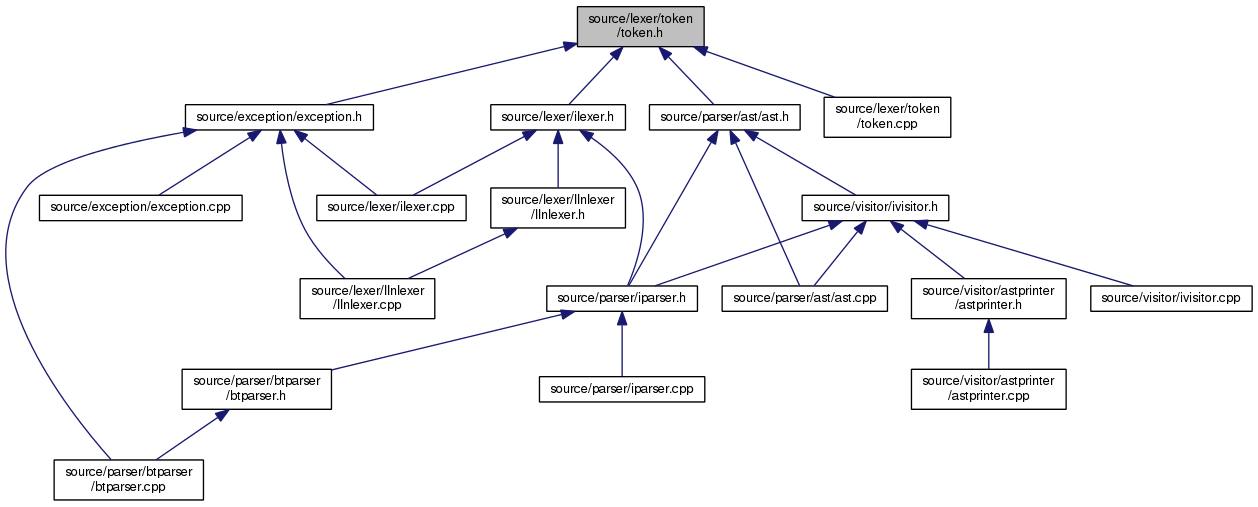 source/lexer/token
/token.h
source/exception/exception.h
source/lexer/ilexer.h
source/parser/ast/ast.h
source/lexer/token
/token.cpp
source/exception/exception.cpp
source/lexer/ilexer.cpp
source/lexer/llnlexer
/llnlexer.h
source/visitor/ivisitor.h
source/lexer/llnlexer
/llnlexer.cpp
source/parser/iparser.h
source/parser/ast/ast.cpp
source/visitor/astprinter
/astprinter.h
source/visitor/ivisitor.cpp
source/parser/btparser
/btparser.h
source/parser/iparser.cpp
source/visitor/astprinter
/astprinter.cpp
source/parser/btparser
/btparser.cpp